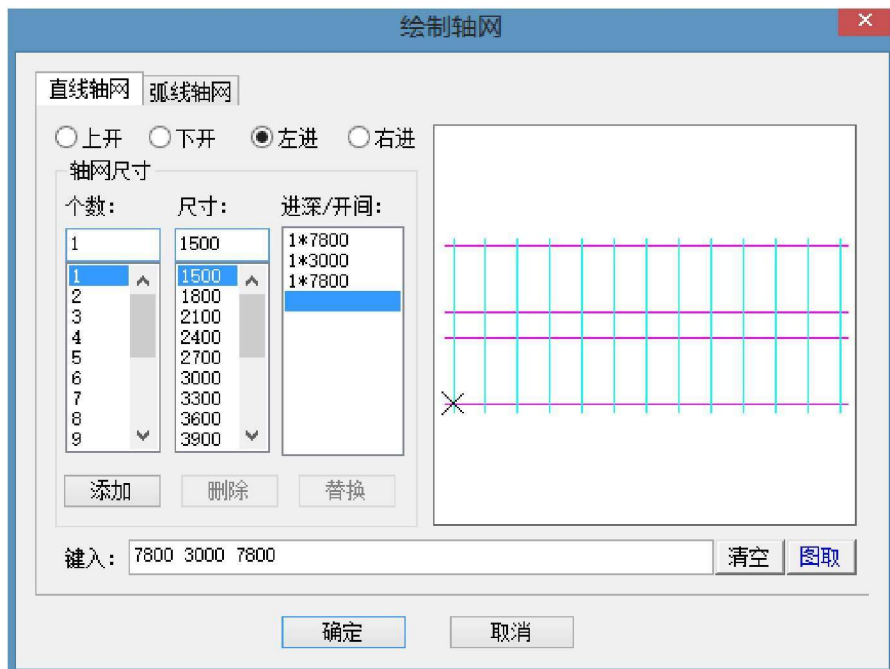 绘制轴网
直线轴网 弧线轴网
上开 下开 左进 右进
轴网尺寸
个数: 尺寸: 进深/开间:
1 1500 1*7800
1*3000
1 1500 1*7800
2 1800
3 2100
4 2400
5 2700
6 3000
7 3300
8 3600
9 3900
添加 删除 替换
键入: 7800 3000 7800 清空 图取
确定 取消